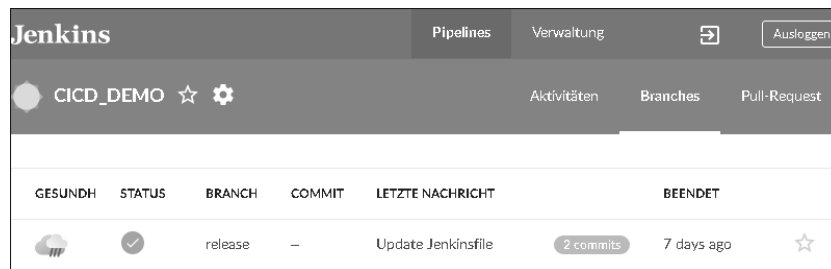 Jenkins Pipelines Verwaltung Ausloggen
CICD_DEMO Aktivitäten Branches Pull-Request
GESUNDH STATUS BRANCH COMMIT LETZTE NACHRICHT BEENDET
release – Update Jenkinsfile 2 commits 7 days ago